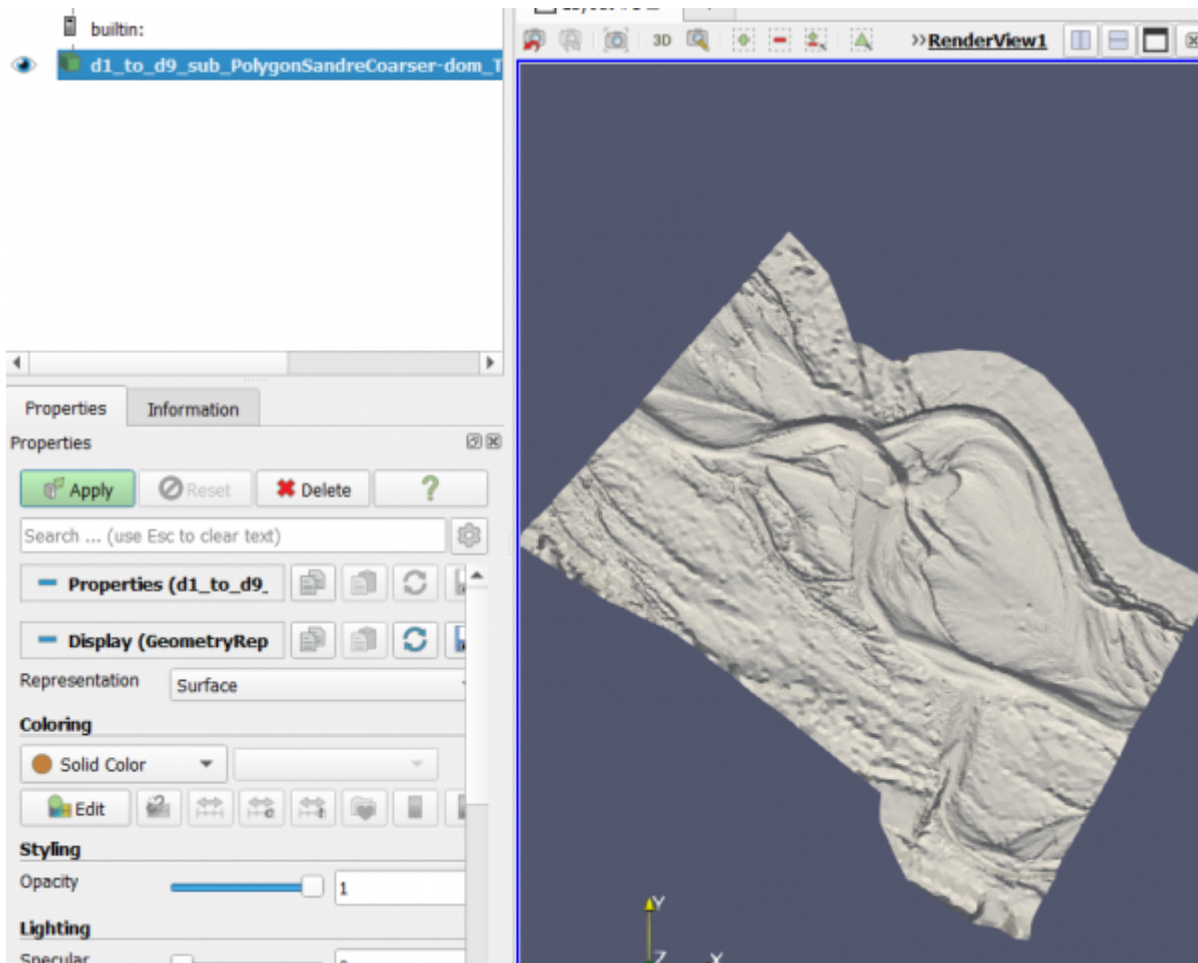 builtin:
d1_to_d9_sub_PolygonSandreCoarser-dom_T
3D
>>RenderView1
Properties
Information
Properties
Apply
Reset
Delete
?
Search ... (use Esc to clear text)
Properties (d1_to_d9_
Display (GeometryRep
Representation
Surface
Coloring
Solid Color
Edit
Styling
Opacity
1
Lighting
Specular
Y
Z
X